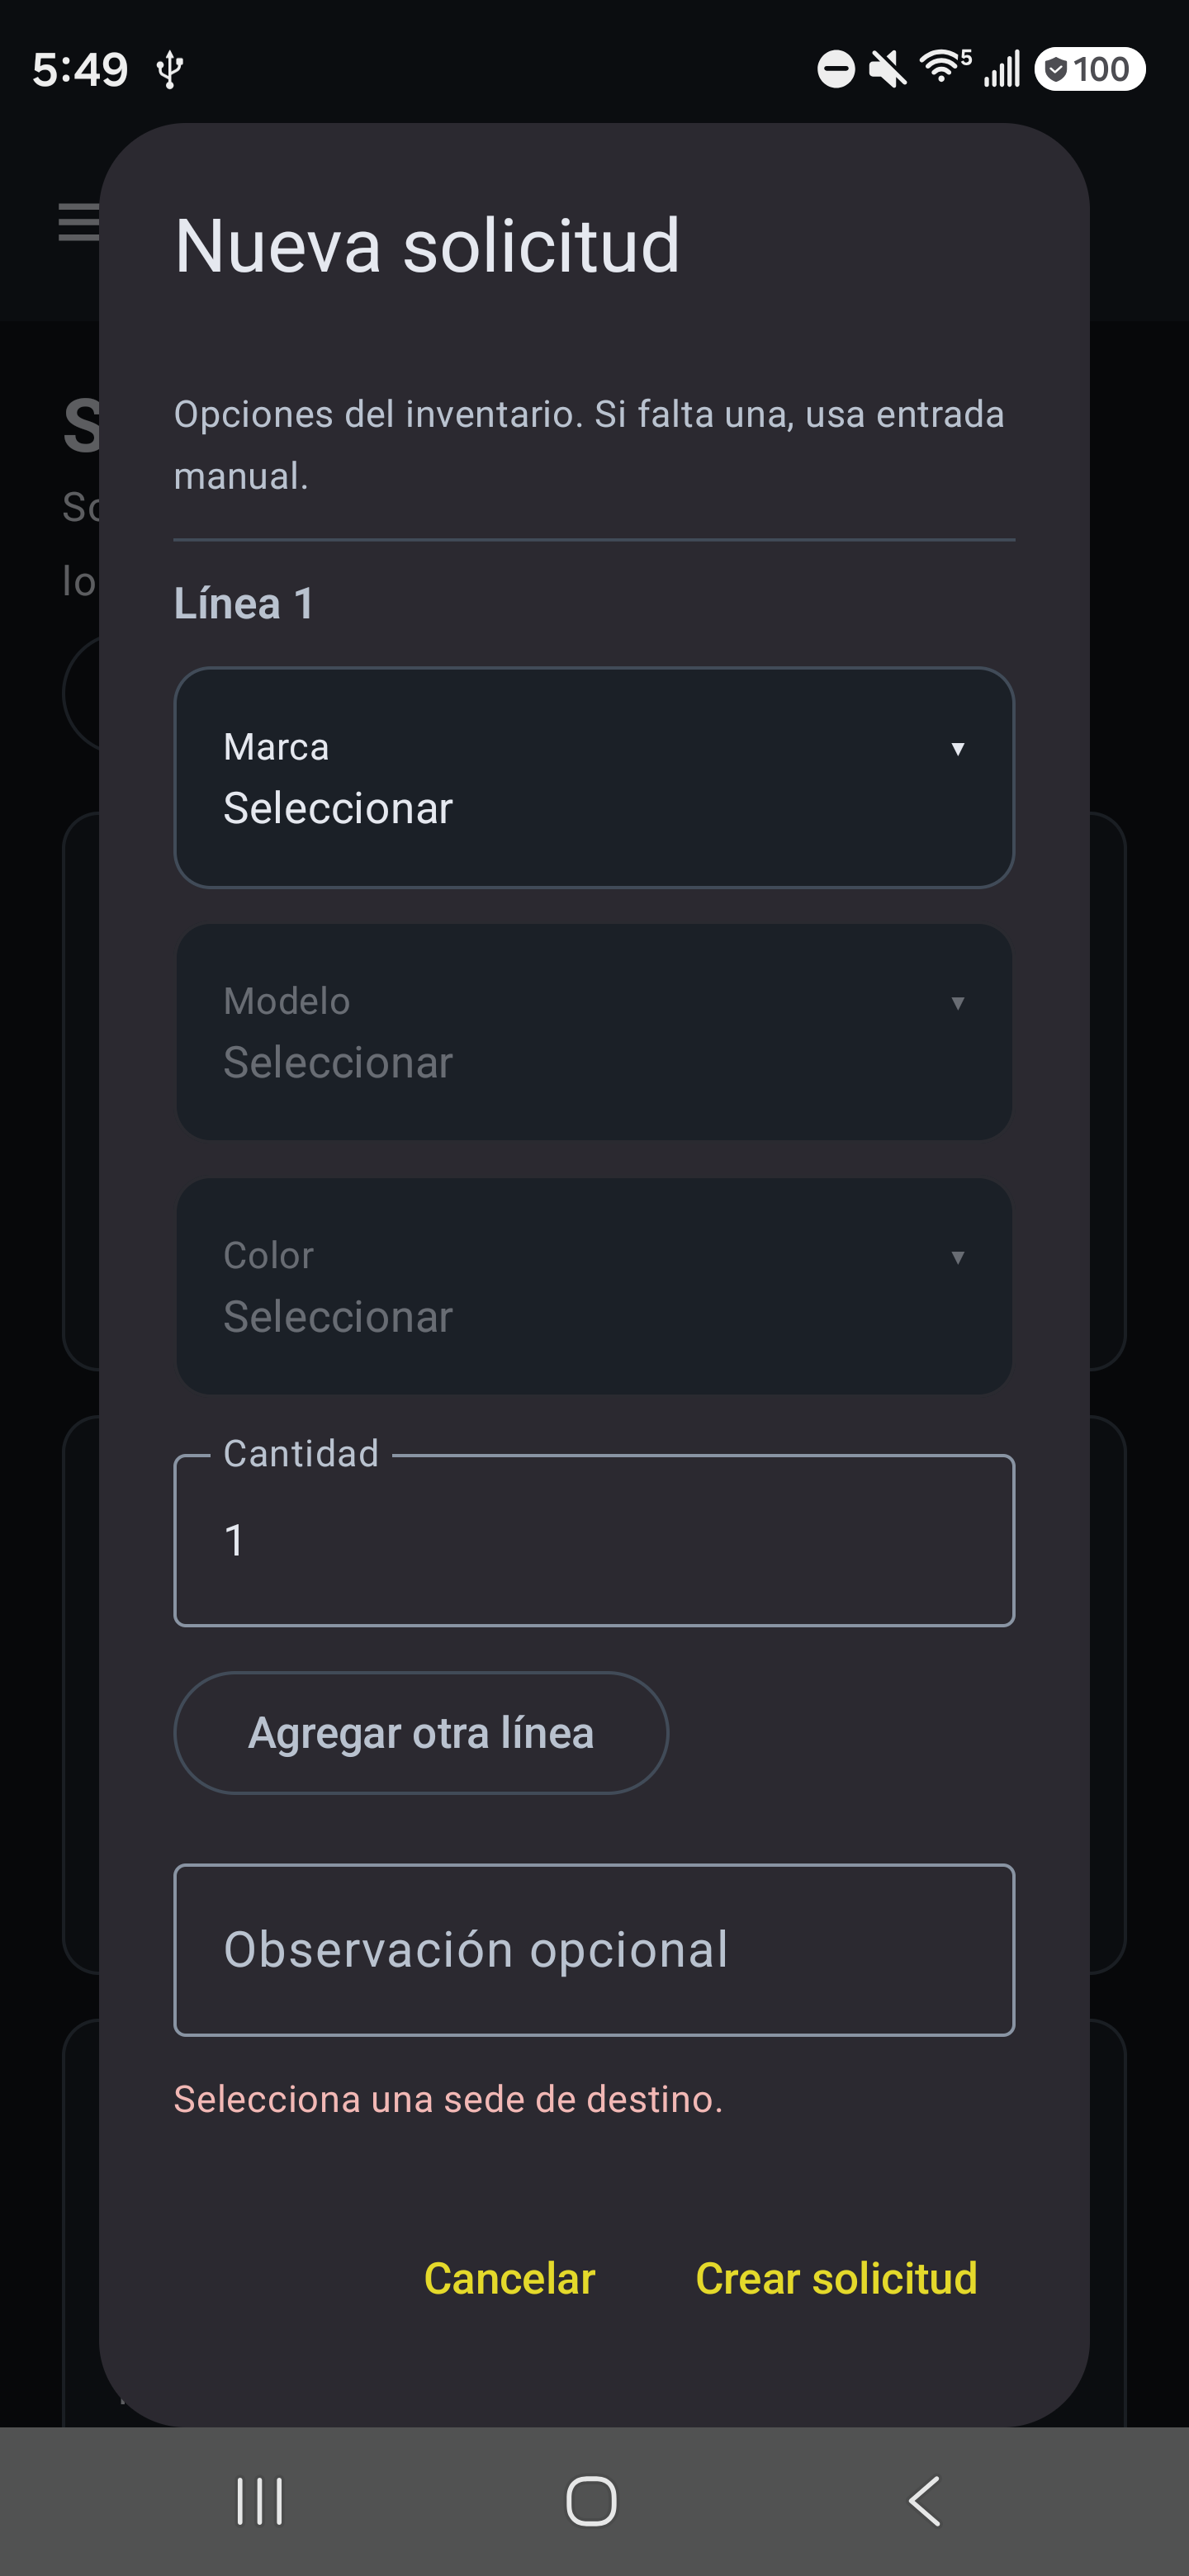 5:49
5
100
Nueva solicitud
Opciones del inventario. Si falta una, usa entrada
manual.
Línea 1
Marca
Seleccionar
Modelo
Seleccionar
Color
Seleccionar
Cantidad
1
Agregar otra línea
Observación opcional
Selecciona una sede de destino.
Cancelar
Crear solicitud